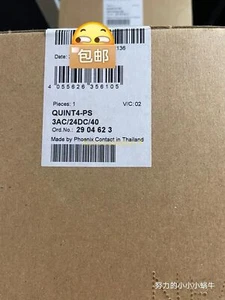 包邮
7136
Date:
4 055626 356105
Pieces: 1
V/C: 02
QUINT4-PS
3AC/24DC/40
Ord.No.: 29 04 62 3
Made by Phoenix Contact in Thailand
努力的小小小蜗牛